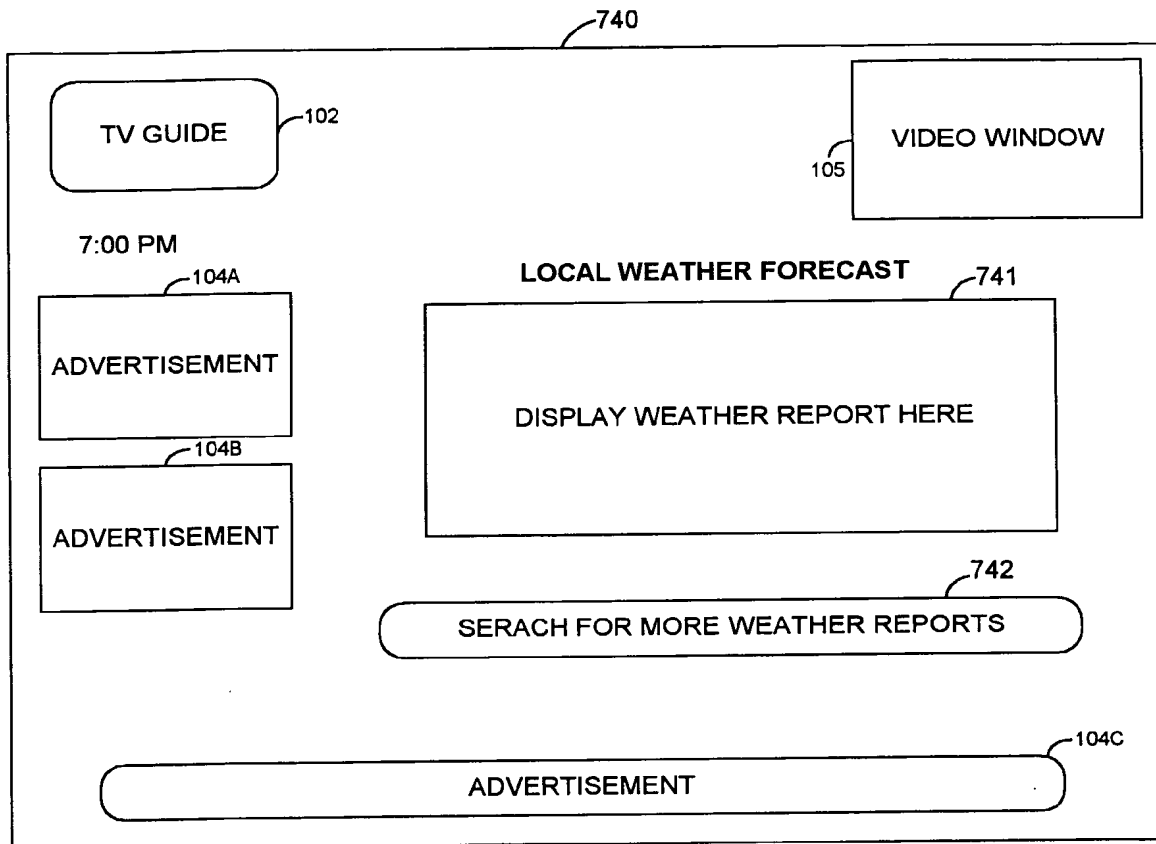 740
TV GUIDE
102
VIDEO WINDOW
105
7:00 PM
104A
ADVERTISEMENT
104B
ADVERTISEMENT
LOCAL WEATHER FORECAST
741
DISPLAY WEATHER REPORT HERE
742
SERACH FOR MORE WEATHER REPORTS
104C
ADVERTISEMENT